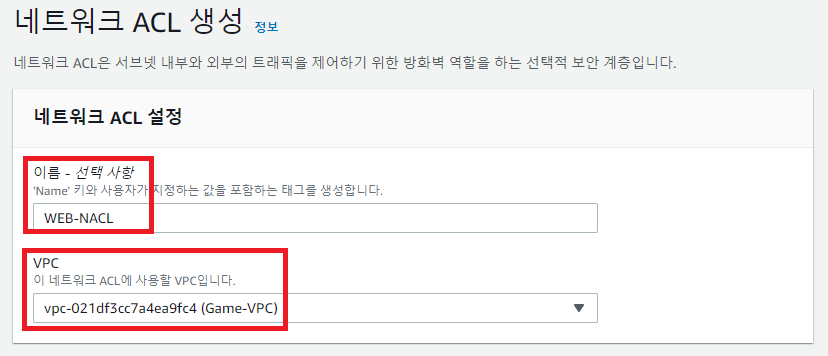 네트워크 ACL 생성 정보
네트워크 ACL은 서브넷 내부와 외부의 트래픽을 제어하기 위한 방화벽 역할을 하는 선택적 보안 계층입니다.
네트워크 ACL 설정
이름 - 선택 사항
'Name' 키와 사용자가 지정하는 값을 포함하는 태그를 생성합니다.
WEB-NACL
VPC
이 네트워크 ACL에 사용할 VPC입니다.
vpc-021df3cc7a4ea9fc4 (Game-VPC)